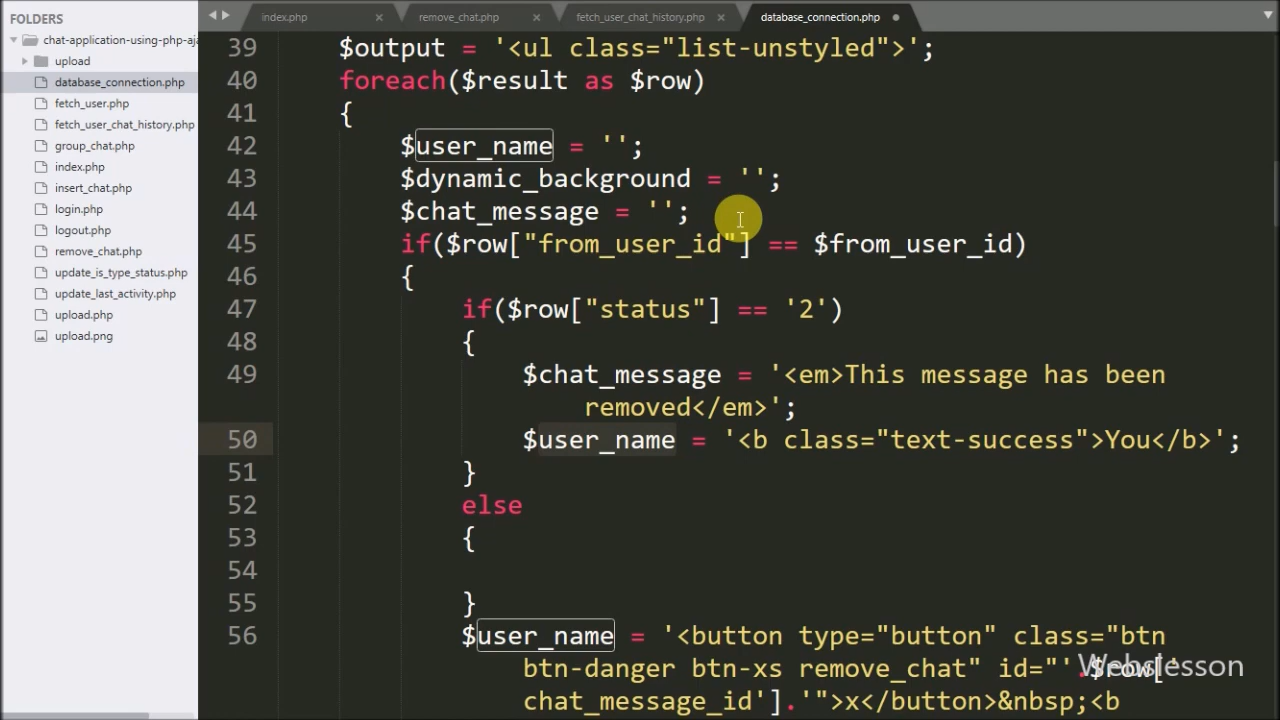 FOLDERS
chat-application-using-php-aja
upload
database_connection.php
fetch_user.php
fetch_user_chat_history.php
group_chat.php
index.php
insert_chat.php
login.php
logout.php
remove_chat.php
update_is_type_status.php
update_last_activity.php
upload.php
upload.png
index.php × remove_chat.php × fetch_user_chat_history.php × database_connection.php
39 $output = '<ul class="list-unstyled">';
40 foreach($result as $row)
41 {
42 $user_name = '';
43 $dynamic_background = '';
44 $chat_message = '';
45 if($row["from_user_id"] == $from_user_id)
46 {
47 if($row["status"] == '2')
48 {
49 $chat_message = '<em>This message has been
removed</em>';
50 $user_name = '<b class="text-success">You</b>';
51 }
52 else
53 {
54
55 }
56 $user_name = '<button type="button" class="btn
btn-danger btn-xs remove_chat" id="'.$row['
chat_message_id'].'">x</button>&nbsp;<b
Webslesson